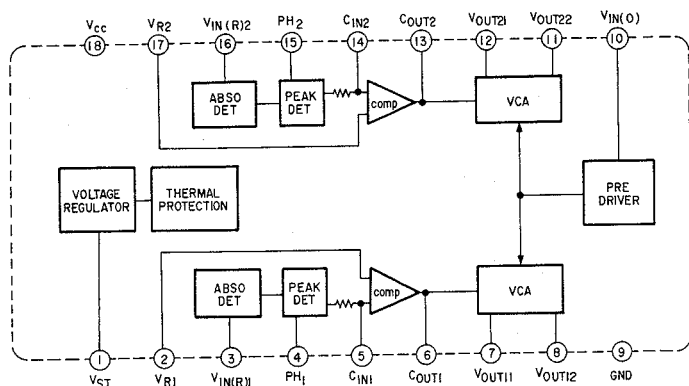 VCC VR2 VIN(R)2 PH2 CIN2 COUT2 VOUT21 VOUT22 VIN(O)
18 17 16 15 14 13 12 11 10
ABSO
DET
PEAK
DET
comp
VCA
VOLTAGE
REGULATOR
THERMAL
PROTECTION
PRE
DRIVER
ABSO
DET
PEAK
DET
comp
VCA
1 2 3 4 5 6 7 8 9
VST VR1 VIN(R)1 PH1 CIN1 COUT1 VOUT11 VOUT12 GND